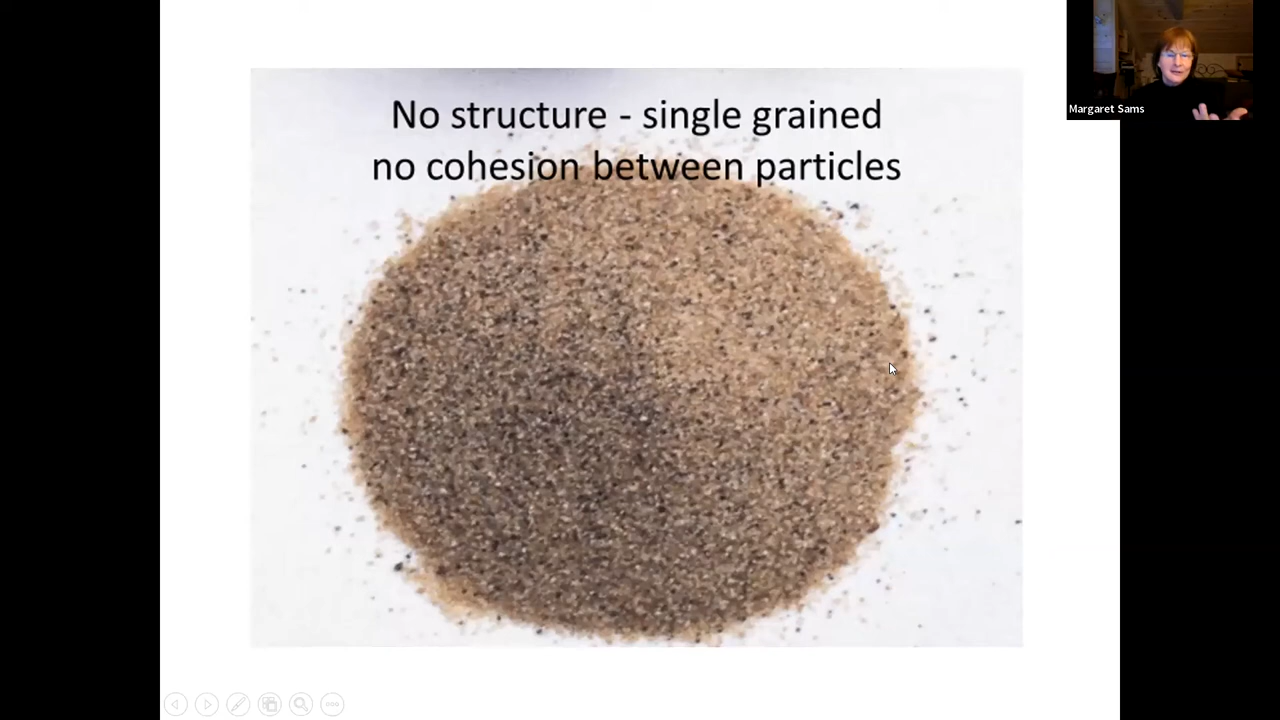 No structure - single grained
no cohesion between particles
Margaret Sams